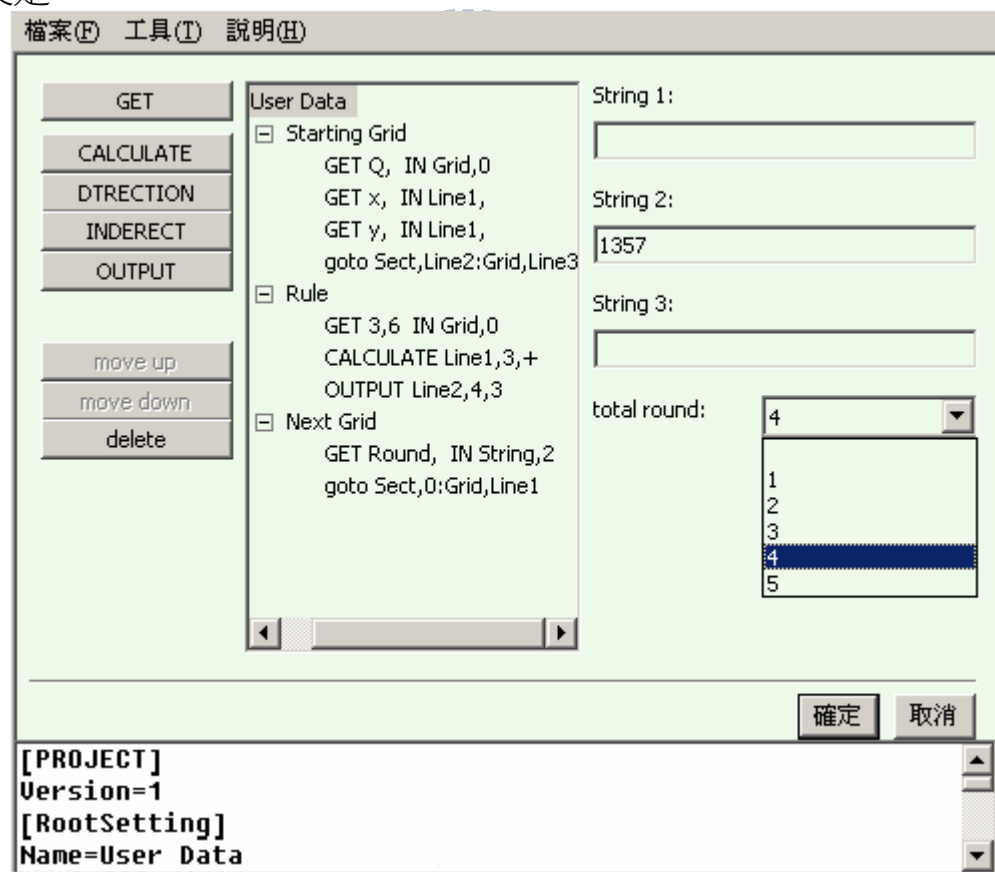 檔案(F) 工具(T) 說明(H)
GET
CALCULATE
DTRECTION
INDERECT
OUTPUT
move up
move down
delete
User Data
Starting Grid
GET Q, IN Grid,0
GET x, IN Line1,
GET y, IN Line1,
goto Sect,Line2:Grid,Line3
Rule
GET 3,6 IN Grid,0
CALCULATE Line1,3,+
OUTPUT Line2,4,3
Next Grid
GET Round, IN String,2
goto Sect,0:Grid,Line1
String 1:
String 2:
1357
String 3:
total round:
4
1
2
3
4
5
確定
取消
[PROJECT]
Version=1
[RootSetting]
Name=User Data